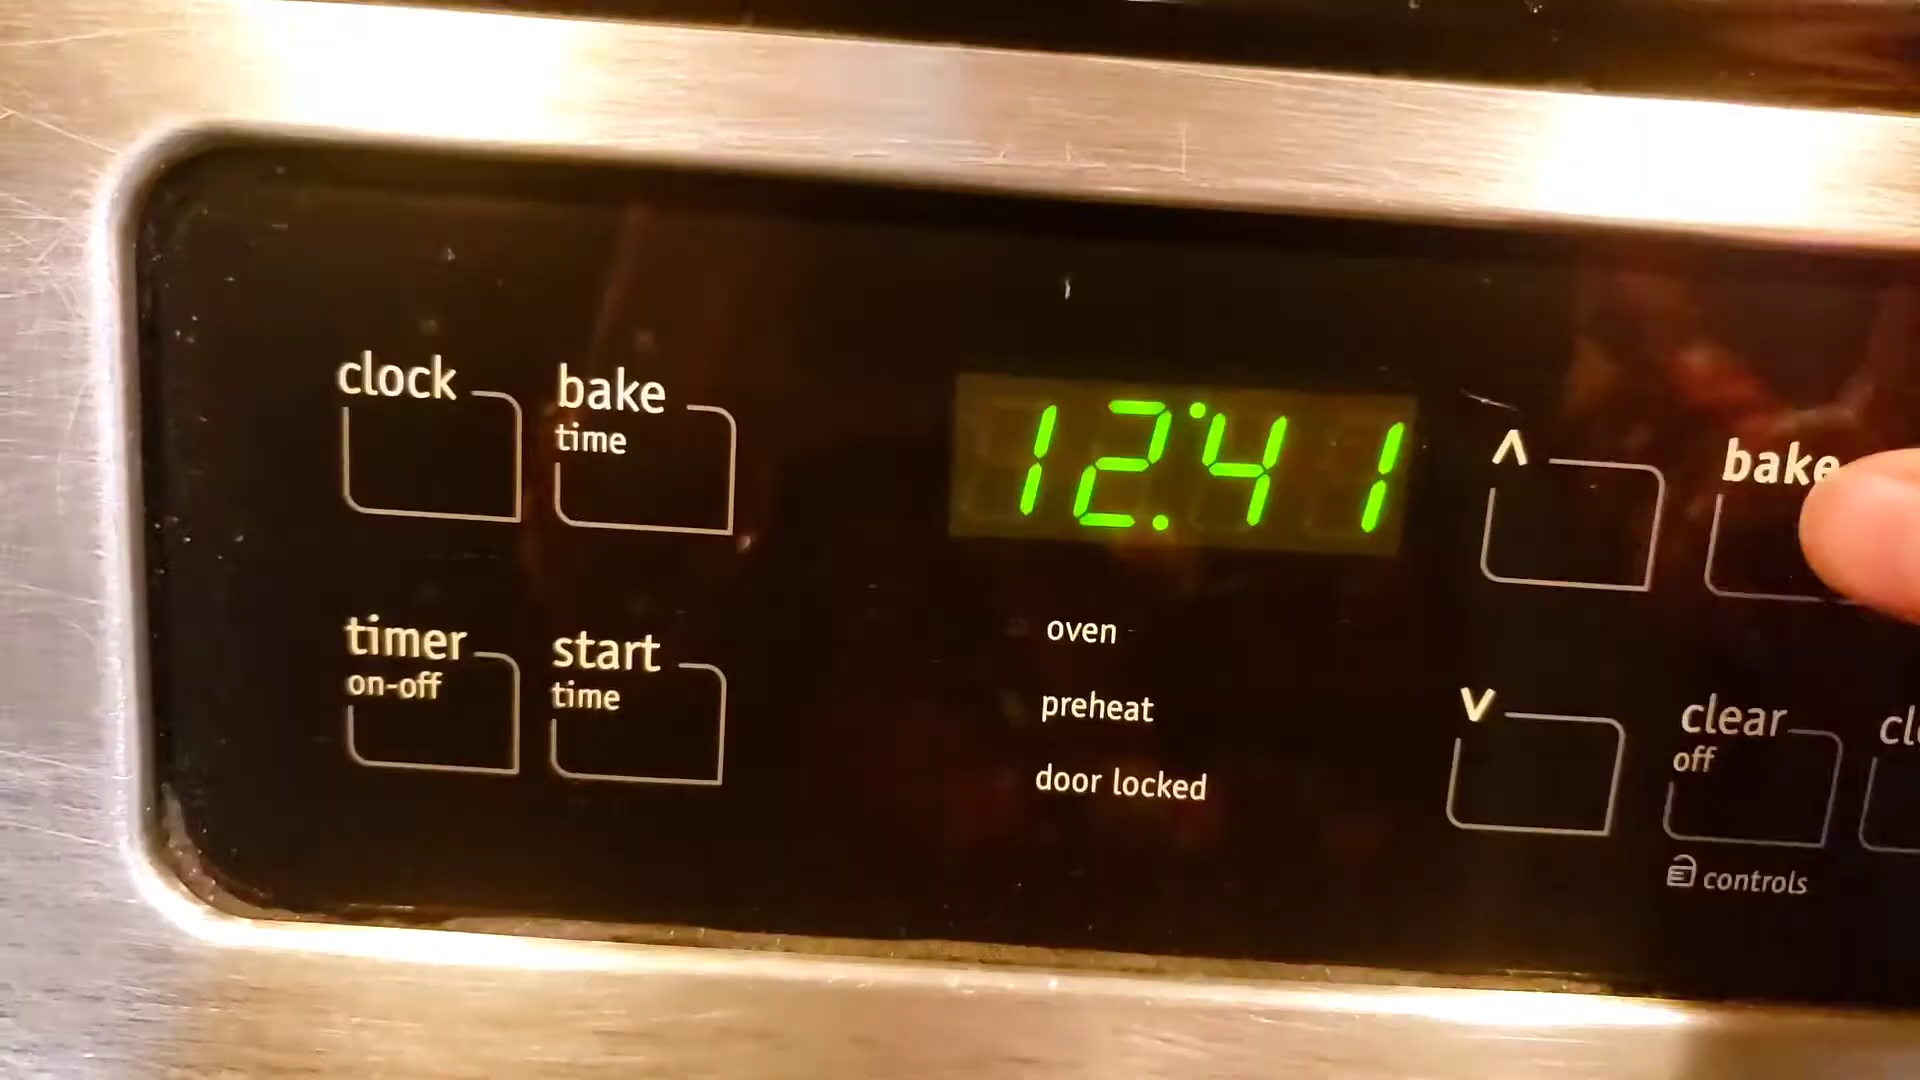 clock
bake
time
12:41
^
bake
timer
on-off
start
time
oven
preheat
door locked
v
clear
off
controls